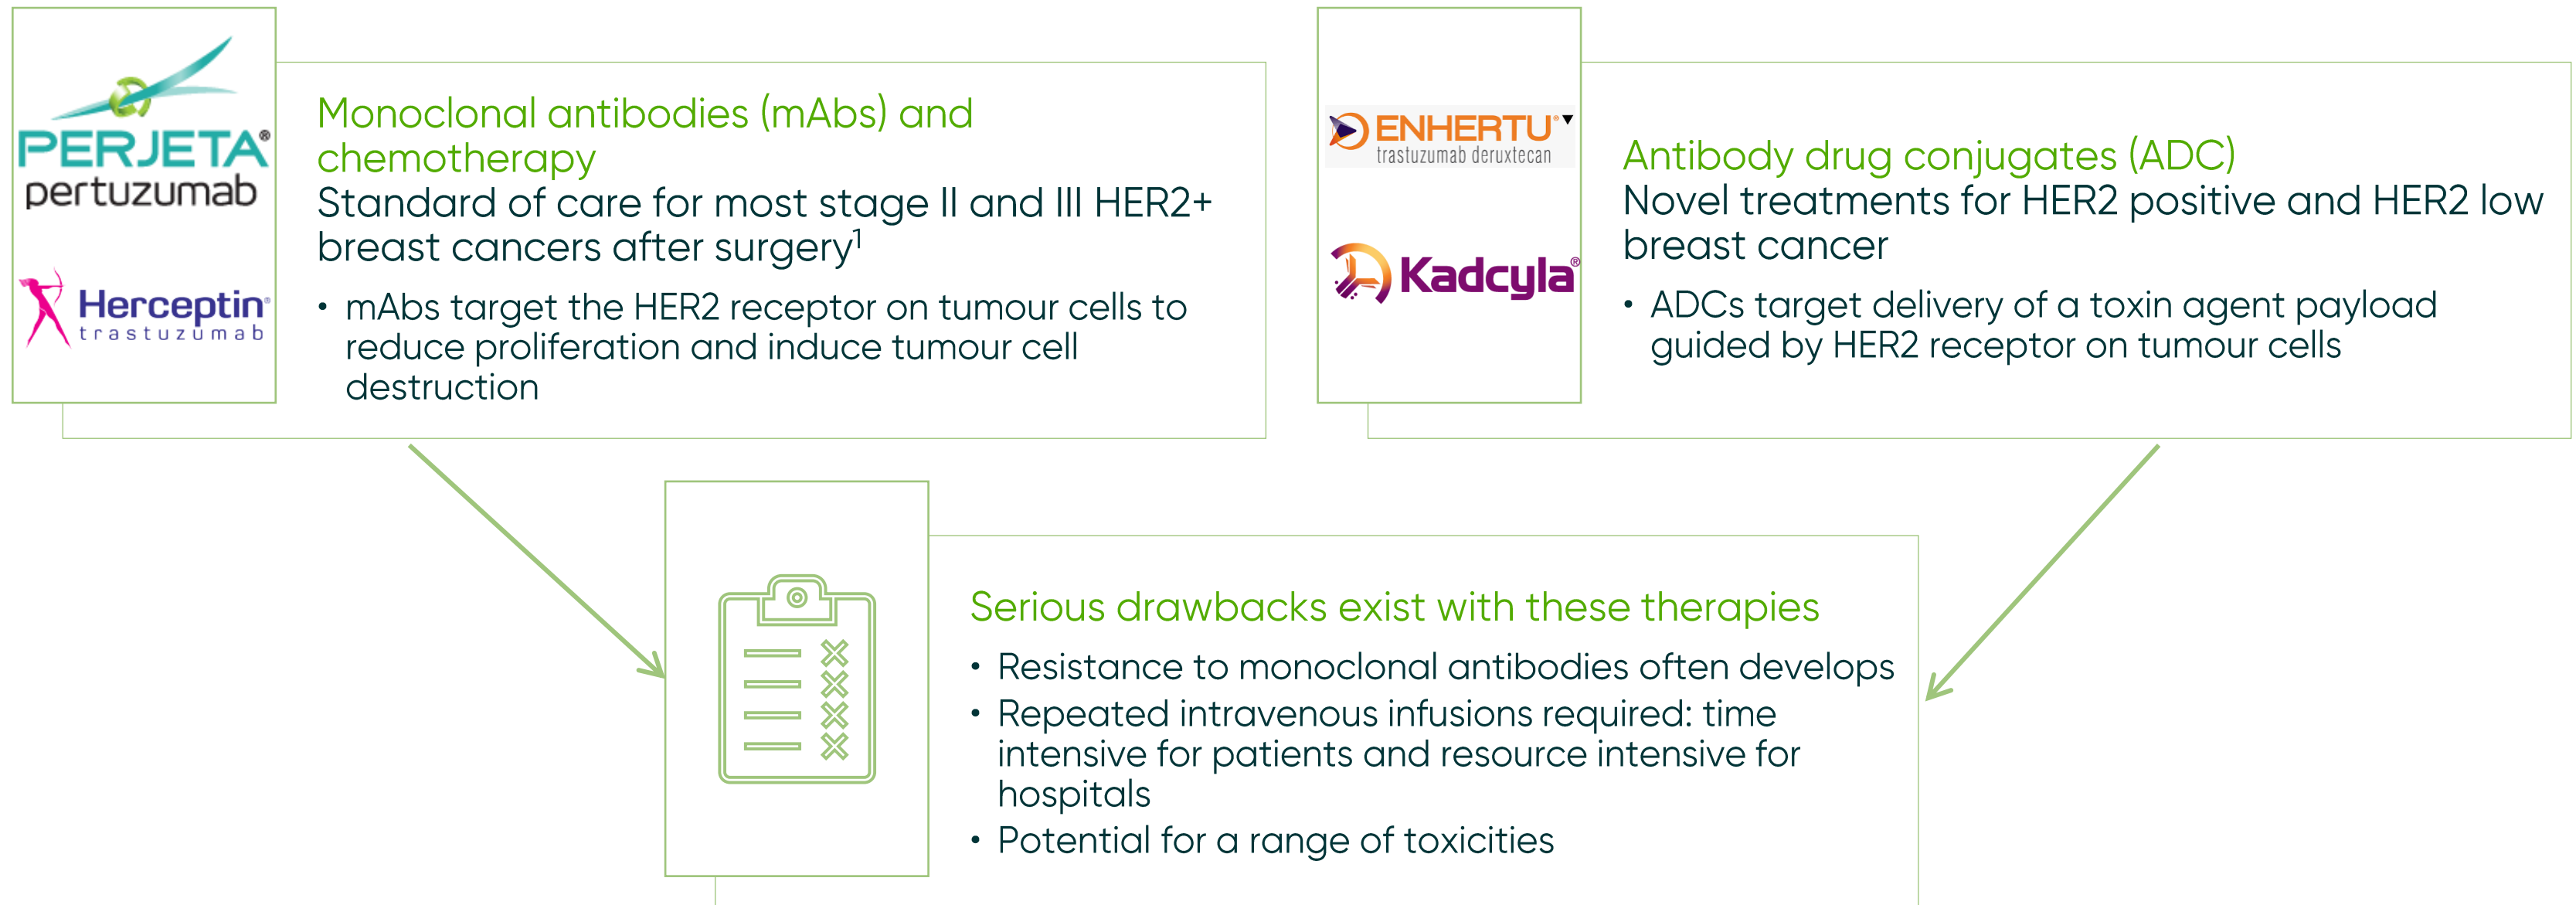 PERJETA®
pertuzumab
Herceptin®
trastuzumab
Monoclonal antibodies (mAbs) and
chemotherapy
Standard of care for most stage II and III HER2+
breast cancers after surgery¹
• mAbs target the HER2 receptor on tumour cells to
reduce proliferation and induce tumour cell
destruction
ENHERTU®▼
trastuzumab deruxtecan
Kadcyla®
Antibody drug conjugates (ADC)
Novel treatments for HER2 positive and HER2 low
breast cancer
• ADCs target delivery of a toxin agent payload
guided by HER2 receptor on tumour cells
Serious drawbacks exist with these therapies
• Resistance to monoclonal antibodies often develops
• Repeated intravenous infusions required: time
intensive for patients and resource intensive for
hospitals
• Potential for a range of toxicities